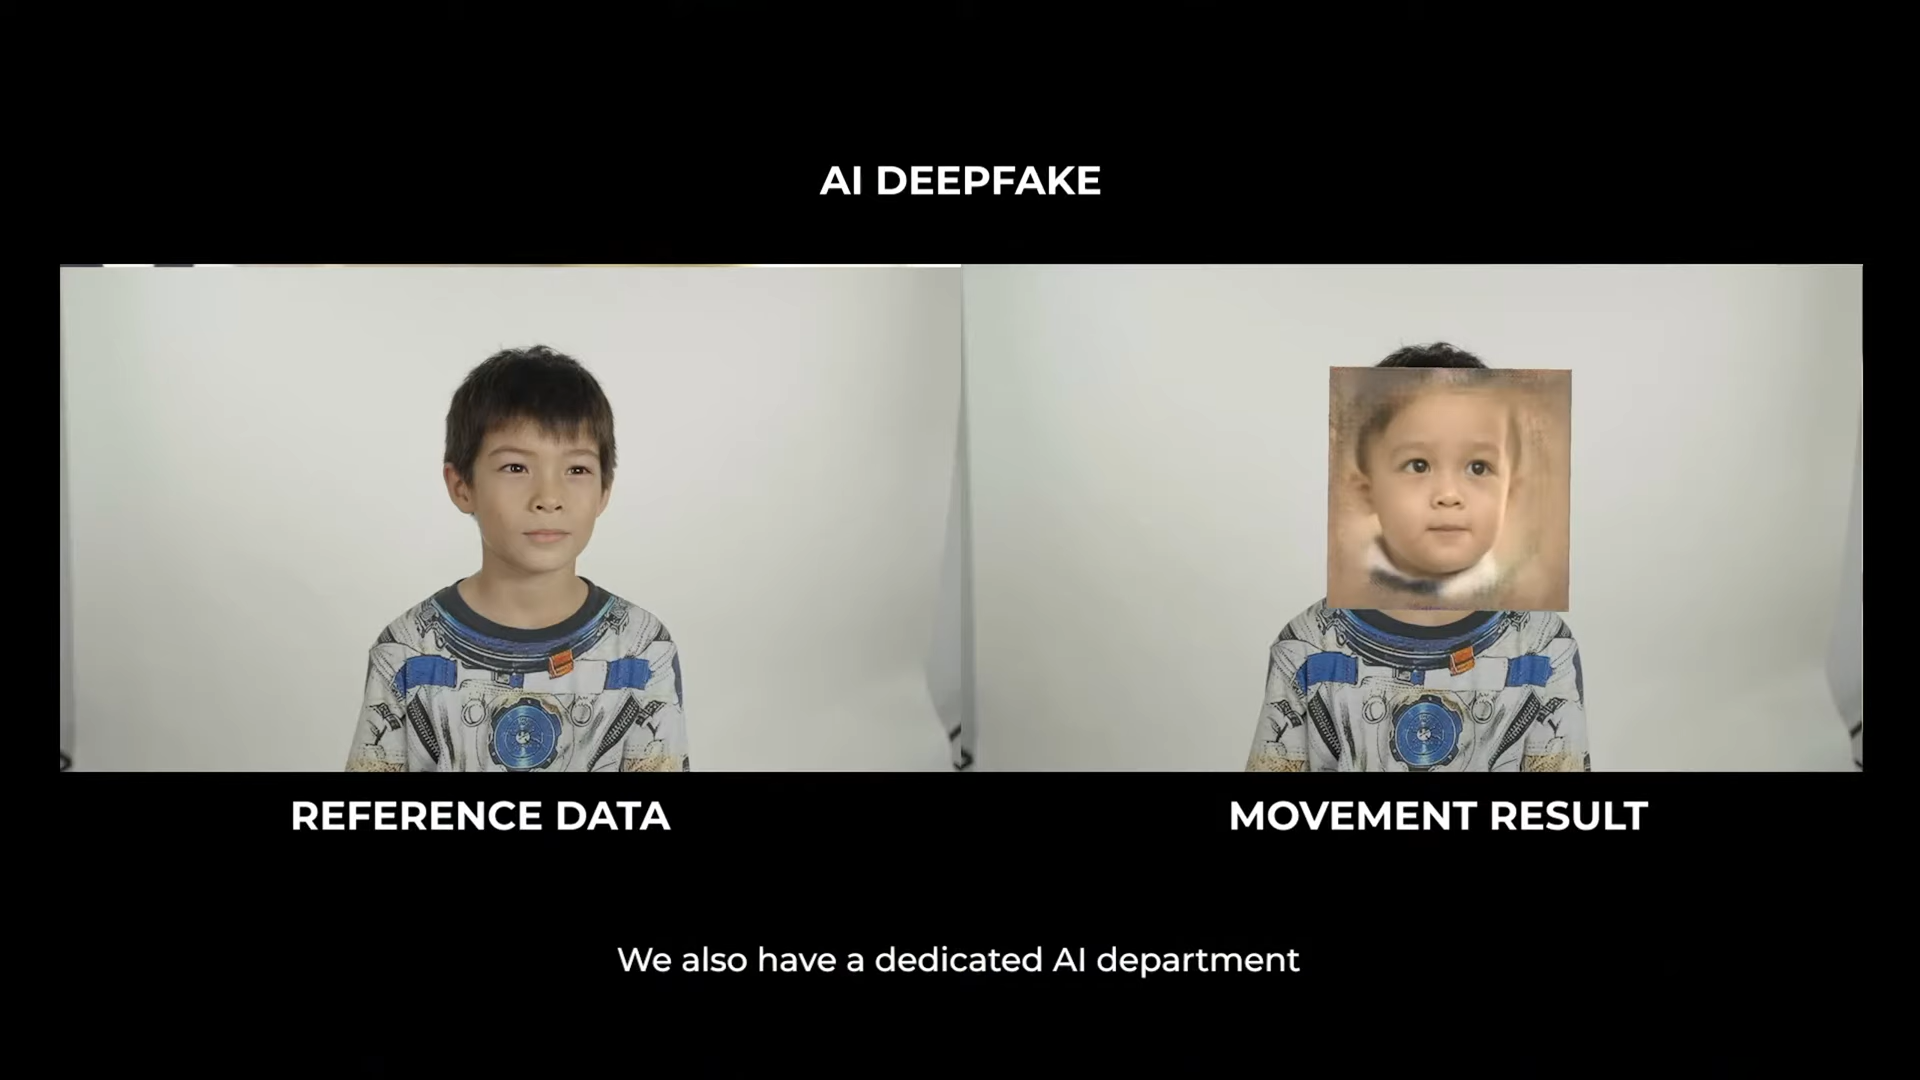 AI DEEPFAKE
REFERENCE DATA
MOVEMENT RESULT
We also have a dedicated AI department